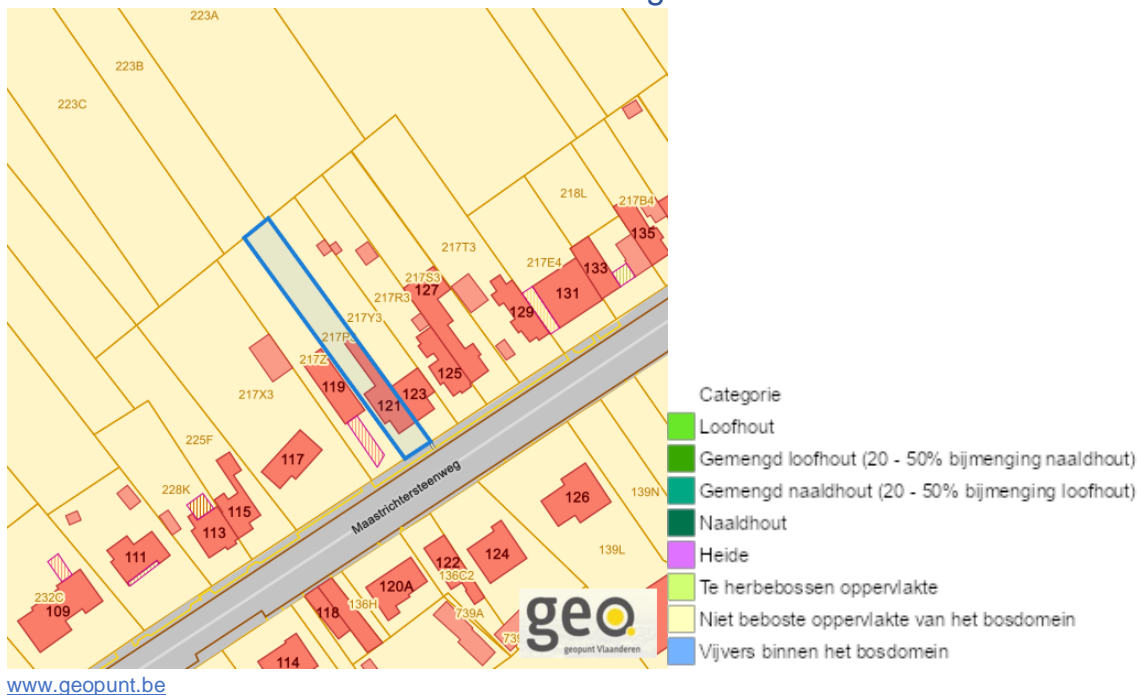 223A
223B
223C
218L
217B4
135
217T3
217E4
133
131
217S3
127
217R3
129
217Y3
217Z
119
125
123
121
217X3
117
225F
228K
115
113
111
232C
109
Maastrichtersteenweg
126
139N
139L
124
122
136C2
120A
136H
118
739A
114
geo
geopunt Vlaanderen
Categorie
Loofhout
Gemengd loofhout (20 - 50% bijmenging naaldhout)
Gemengd naaldhout (20 - 50% bijmenging loofhout)
Naaldhout
Heide
Te herbebossen oppervlakte
Niet beboste oppervlakte van het bosdomein
Vijvers binnen het bosdomein
www.geopunt.be